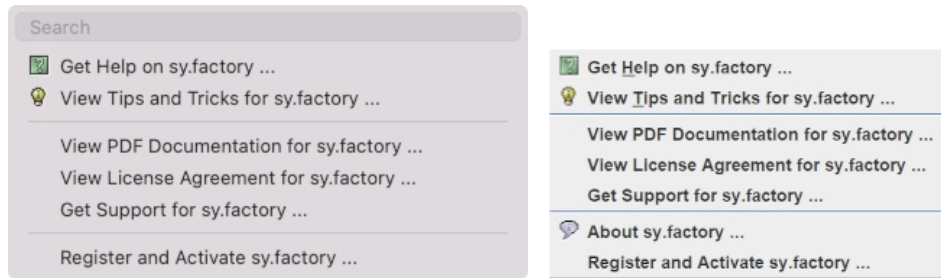 Search
Get Help on sy.factory ...
View Tips and Tricks for sy.factory ...
View PDF Documentation for sy.factory ...
View License Agreement for sy.factory ...
Get Support for sy.factory ...
Register and Activate sy.factory ...
Get Help on sy.factory ...
View Tips and Tricks for sy.factory ...
View PDF Documentation for sy.factory ...
View License Agreement for sy.factory ...
Get Support for sy.factory ...
About sy.factory ...
Register and Activate sy.factory ...